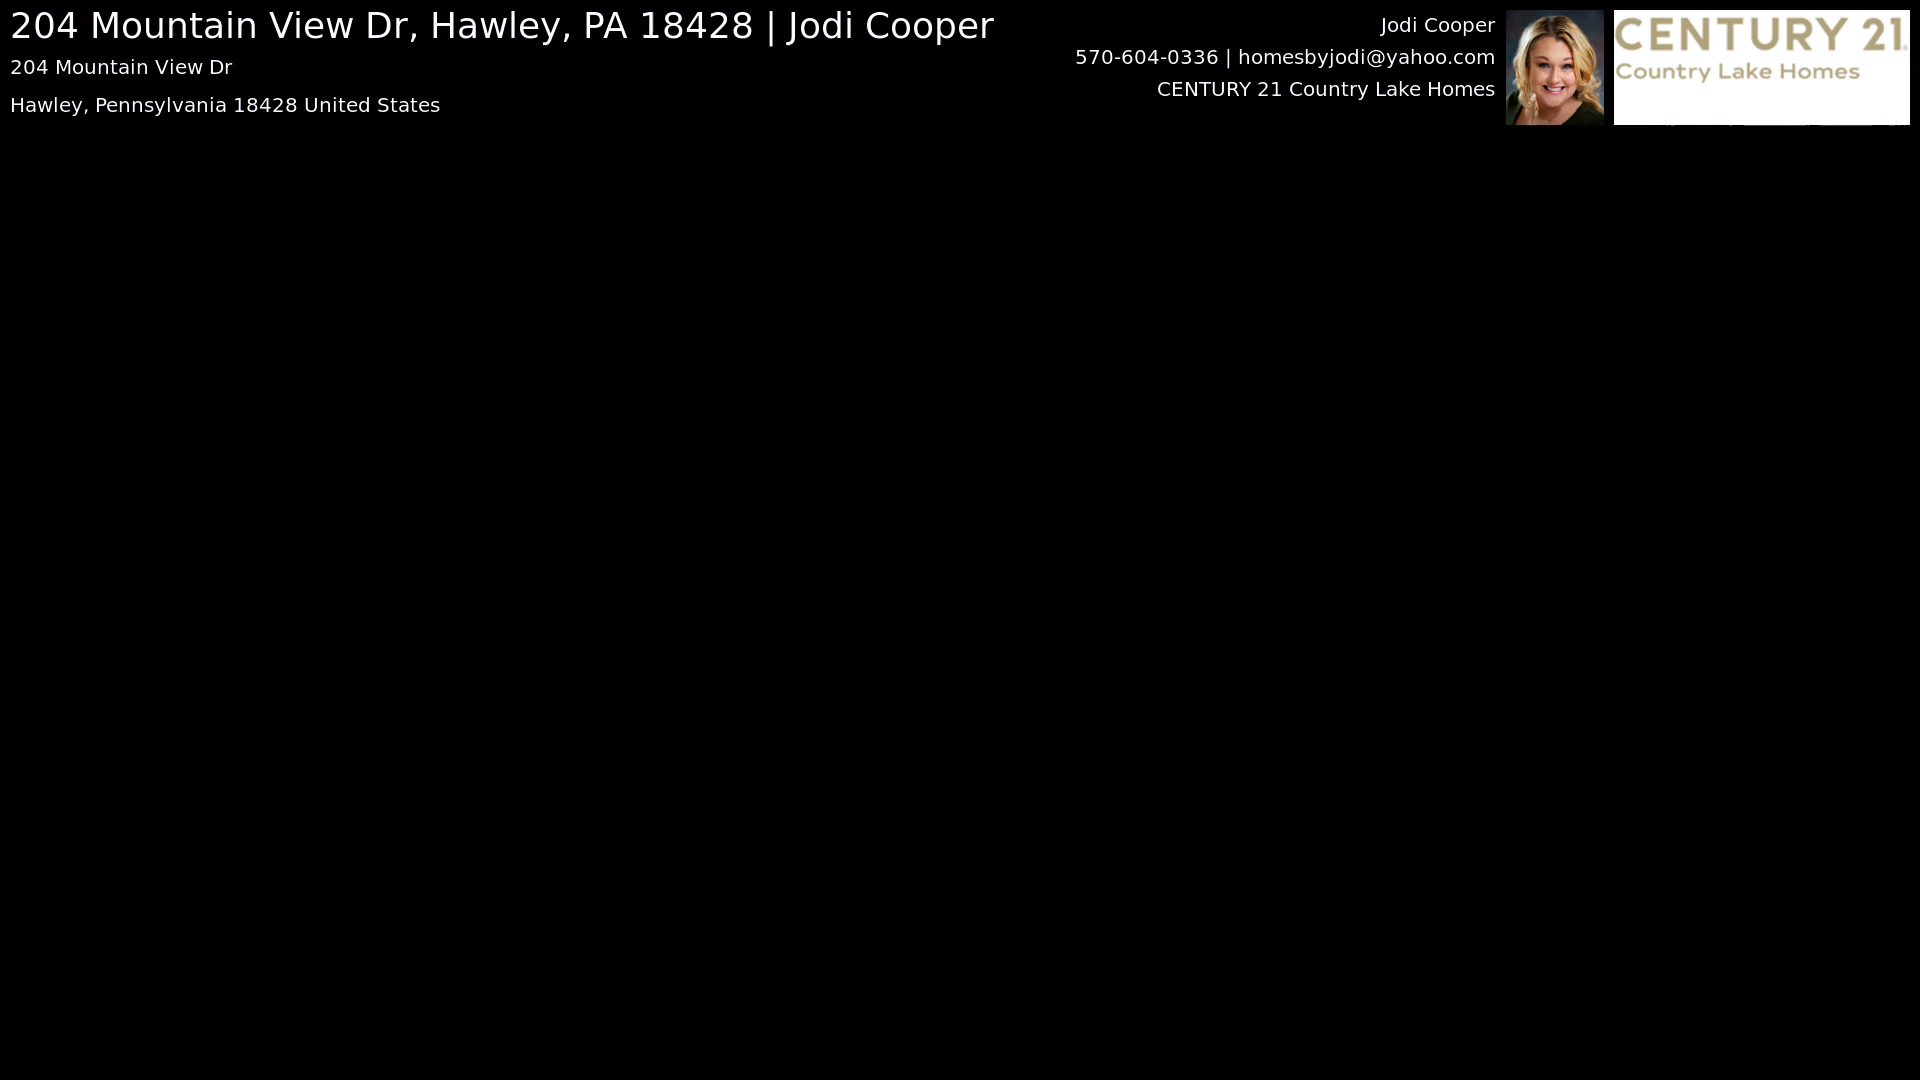 204 Mountain View Dr, Hawley, PA 18428 | Jodi Cooper
204 Mountain View Dr
Hawley, Pennsylvania 18428 United States
Jodi Cooper
570-604-0336 | homesbyjodi@yahoo.com
CENTURY 21 Country Lake Homes
CENTURY 21
Country Lake Homes